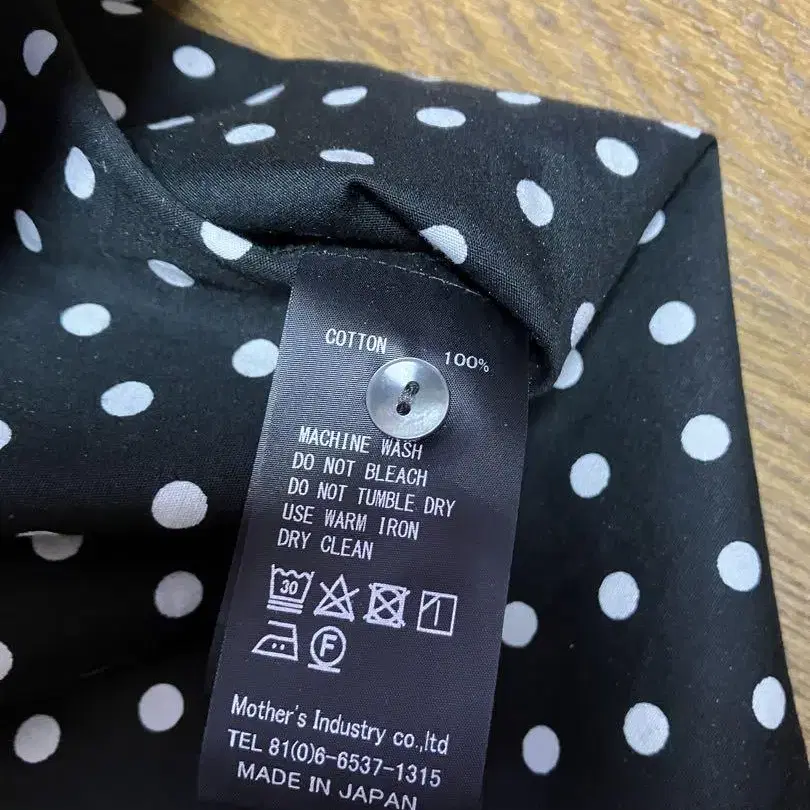 COTTON 100%
MACHINE WASH
DO NOT BLEACH
DO NOT TUMBLE DRY
USE WARM IRON
DRY CLEAN
30
F
Mother's Industry co.,ltd
TEL 81(0)6-6537-1315
MADE IN JAPAN